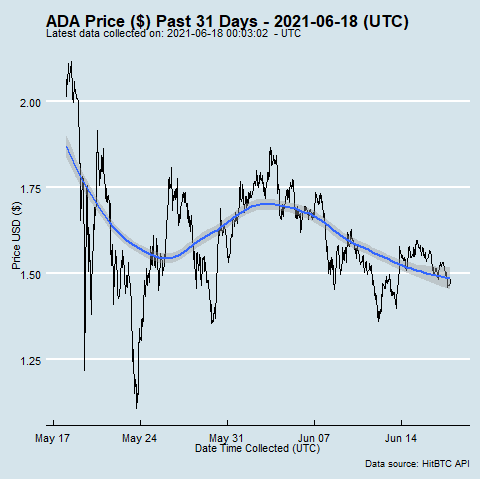 ADA Price ($) Past 31 Days - 2021-06-18 (UTC)
Latest data collected on: 2021-06-18 00:03:02 - UTC
Price USD ($)
2.00
1.75
1.50
1.25
May 17 May 24 May 31 Jun 07 Jun 14
Date Time Collected (UTC)
Data source: HitBTC API